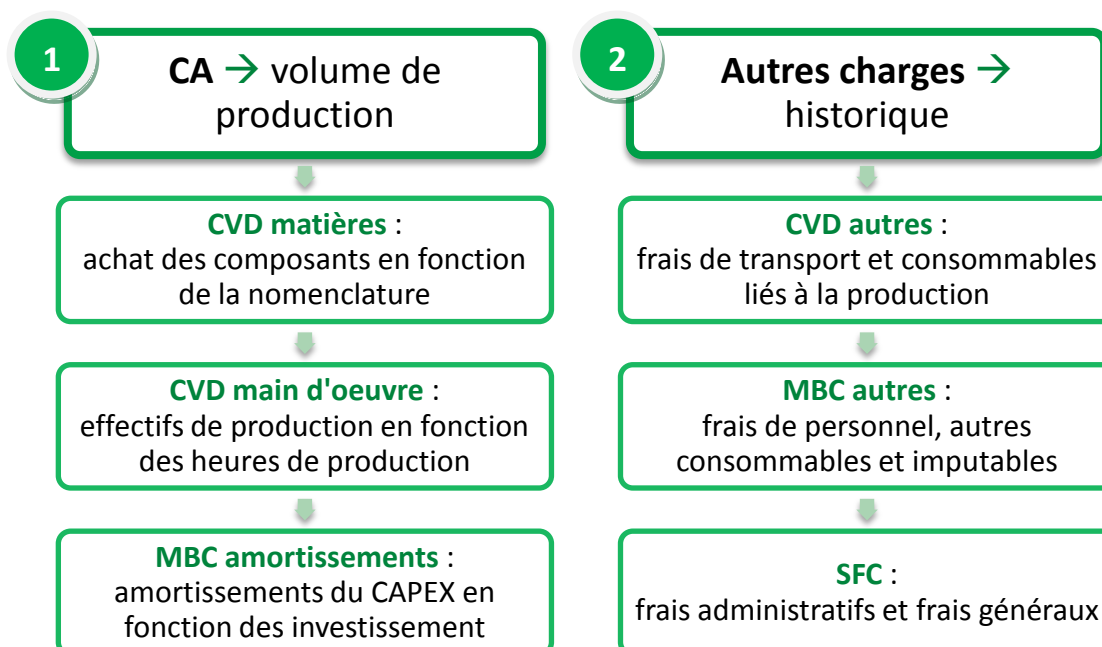 1
CA → volume de
production
CVD matières :
achat des composants en fonction
de la nomenclature
CVD main d'oeuvre :
effectifs de production en fonction
des heures de production
MBC amortissements :
amortissements du CAPEX en
fonction des investissement
2
Autres charges →
historique
CVD autres :
frais de transport et consommables
liés à la production
MBC autres :
frais de personnel, autres
consommables et imputables
SFC :
frais administratifs et frais généraux